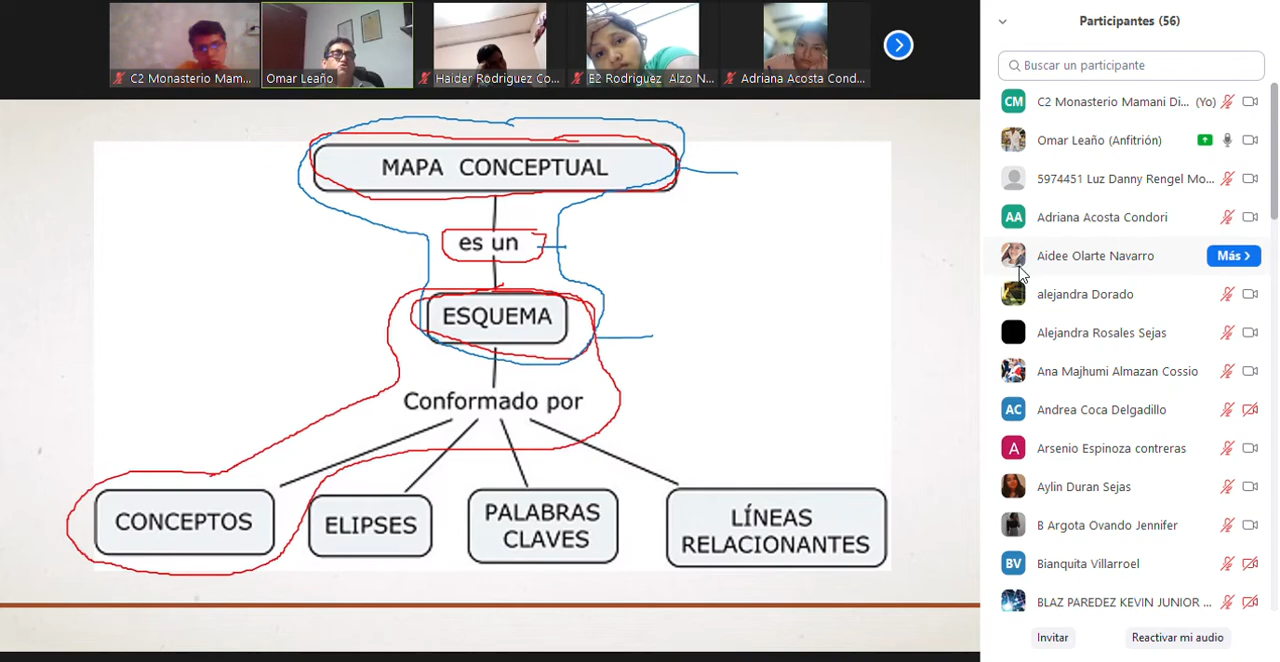 C2 Monasterio Mam...
Omar Leaño
Haider Rodriguez Co...
E2 Rodriguez Alzo N...
Adriana Acosta Cond...
MAPA CONCEPTUAL
es un
ESQUEMA
Conformado por
CONCEPTOS
ELIPSES
PALABRAS
CLAVES
LÍNEAS
RELACIONANTES
Participantes (56)
Buscar un participante
CM C2 Monasterio Mamani Di... (Yo)
Omar Leaño (Anfitrión)
5974451 Luz Danny Rengel Mo...
AA Adriana Acosta Condori
Aidee Olarte Navarro Más >
alejandra Dorado
Alejandra Rosales Sejas
Ana Majhumi Almazan Cossio
AC Andrea Coca Delgadillo
A Arsenio Espinoza contreras
Aylin Duran Sejas
B Argota Ovando Jennifer
BV Bianquita Villarroel
BLAZ PAREDEZ KEVIN JUNIOR ...
Invitar
Reactivar mi audio